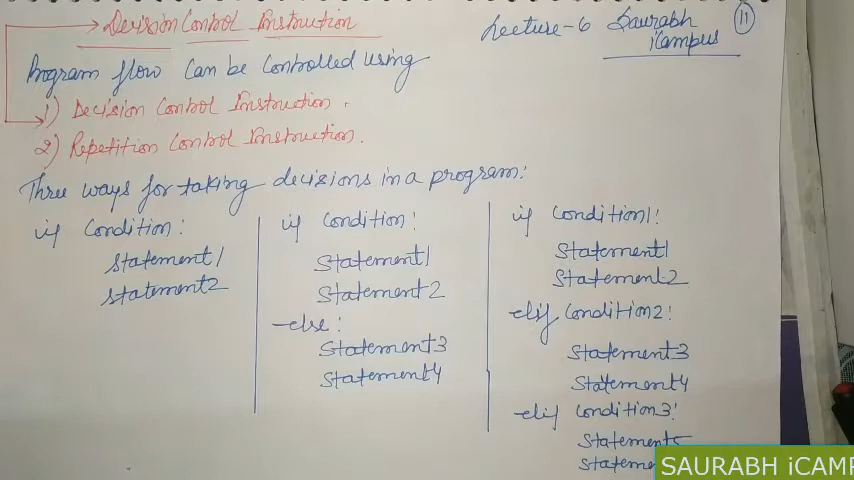 Decision Control Instruction
Lecture-6 Saurabh
iCampus
11
Program flow can be controlled using
1) Decision Control Instruction.
2) Repetition Control Instruction.
Three ways for taking decisions in a program:
if Condition:
Statement1
Statement2
if Condition:
Statement1
Statement2
else:
Statement3
Statement4
if Condition1:
Statement1
Statement2
elif Condition2:
Statement3
Statement4
elif Condition3:
Statement5
SAURABH iCAMP